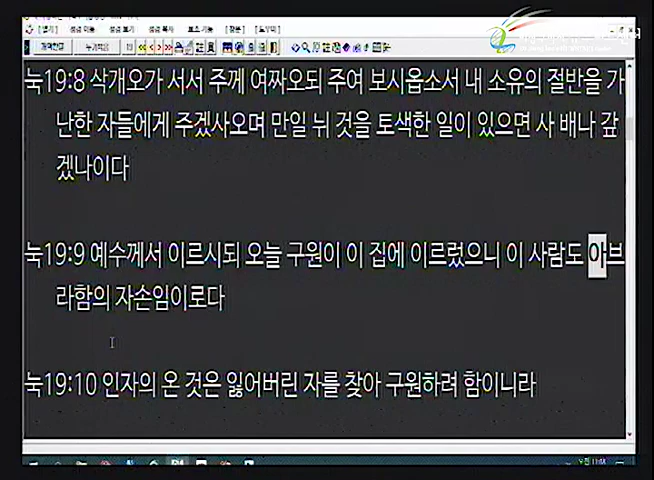 눅19:8 삭개오가 서서 주께 여짜오되 주여 보시옵소서 내 소유의 절반을 가
난한 자들에게 주겠사오며 만일 뉘 것을 토색한 일이 있으면 사 배나 갚
겠나이다
눅19:9 예수께서 이르시되 오늘 구원이 이 집에 이르렀으니 이 사람도 아브
라함의 자손임이로다
눅19:10 인자의 온 것은 잃어버린 자를 찾아 구원하려 함이니라